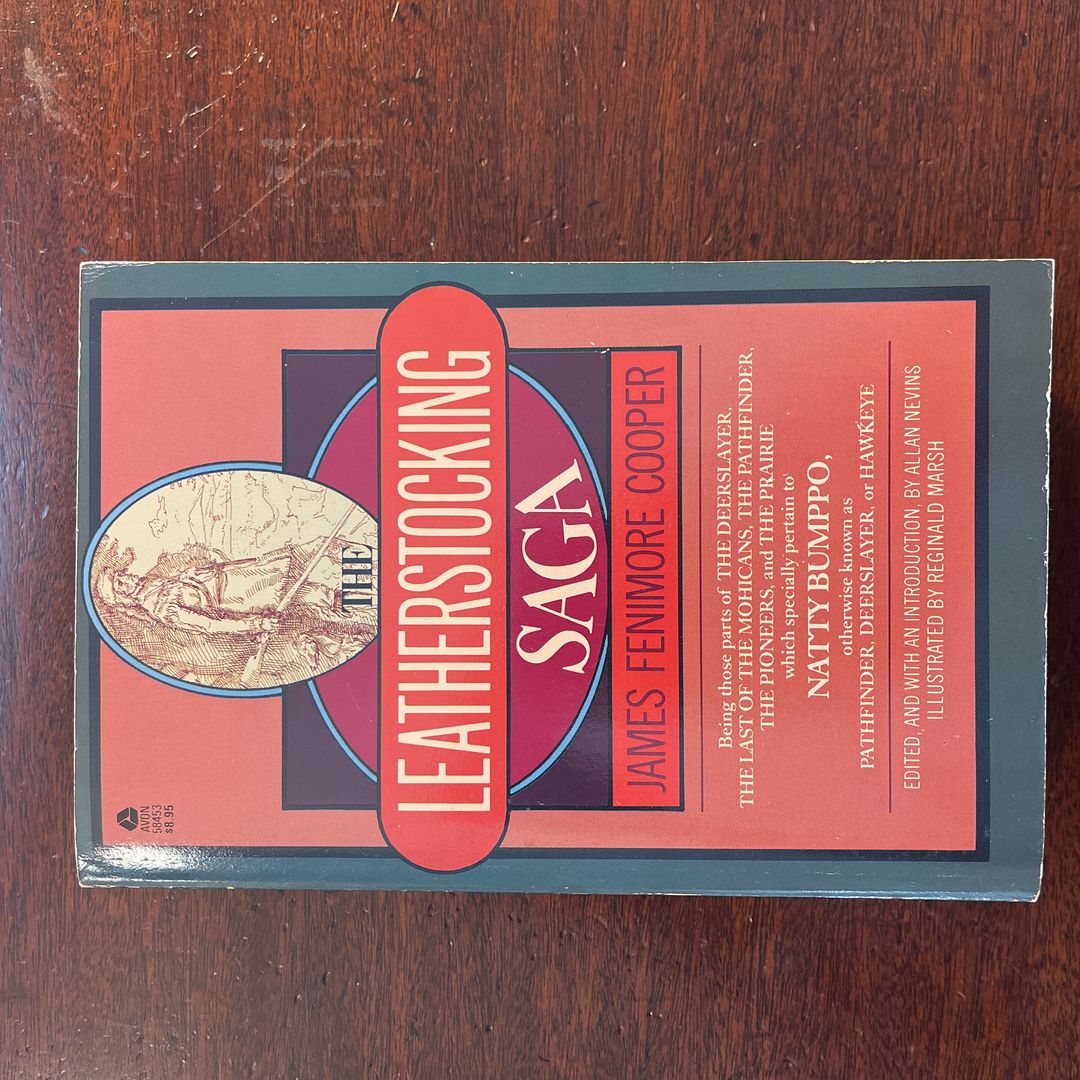 AVON
58453
$8.95
THE
LEATHERSTOCKING
SAGA
JAMES FENIMORE COOPER
Being those parts of THE DEERSLAYER,
THE LAST OF THE MOHICANS, THE PATHFINDER,
THE PIONEERS, and THE PRAIRIE
which specially pertain to
NATTY BUMPPO,
otherwise known as
PATHFINDER, DEERSLAYER, or HAWKEYE
EDITED, AND WITH AN INTRODUCTION, BY ALLAN NEVINS
ILLUSTRATED BY REGINALD MARSH